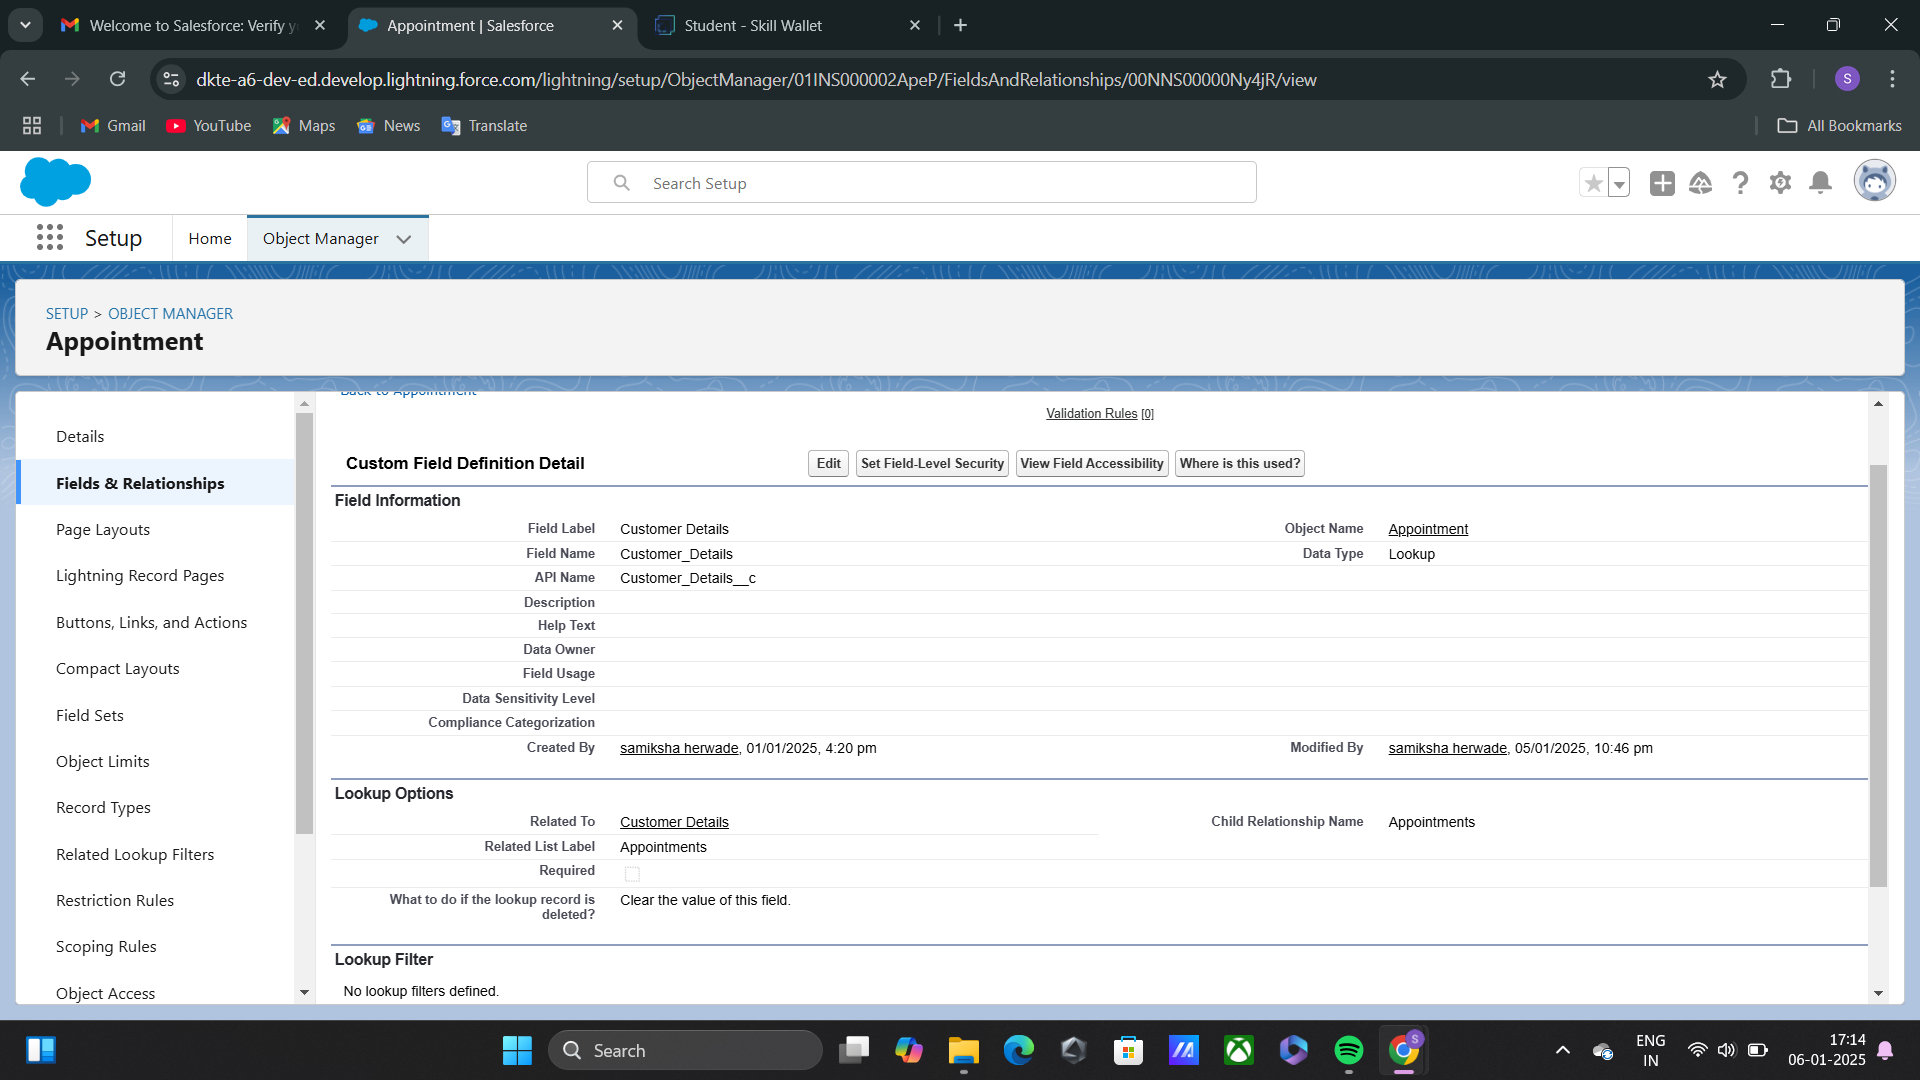 Welcome to Salesforce: Verify y
Appointment | Salesforce
Student - Skill Wallet
dkte-a6-dev-ed.develop.lightning.force.com/lightning/setup/ObjectManager/01INS000002ApeP/FieldsAndRelationships/00NNS00000Ny4jR/view
S
Gmail
YouTube
Maps
News
Translate
All Bookmarks
Search Setup
Setup
Home
Object Manager
SETUP > OBJECT MANAGER
Appointment
Details
Fields & Relationships
Page Layouts
Lightning Record Pages
Buttons, Links, and Actions
Compact Layouts
Field Sets
Object Limits
Record Types
Related Lookup Filters
Restriction Rules
Scoping Rules
Object Access
Back to Appointment
Validation Rules [0]
Custom Field Definition Detail
Edit
Set Field-Level Security
View Field Accessibility
Where is this used?
Field Information
Field Label Customer Details
Object Name Appointment
Field Name Customer_Details
Data Type Lookup
API Name Customer_Details__c
Description
Help Text
Data Owner
Field Usage
Data Sensitivity Level
Compliance Categorization
Created By samiksha herwade, 01/01/2025, 4:20 pm
Modified By samiksha herwade, 05/01/2025, 10:46 pm
Lookup Options
Related To Customer Details
Child Relationship Name Appointments
Related List Label Appointments
Required
What to do if the lookup record is
deleted?
Clear the value of this field.
Lookup Filter
No lookup filters defined.
Search
S
ENG
IN
17:14
06-01-2025